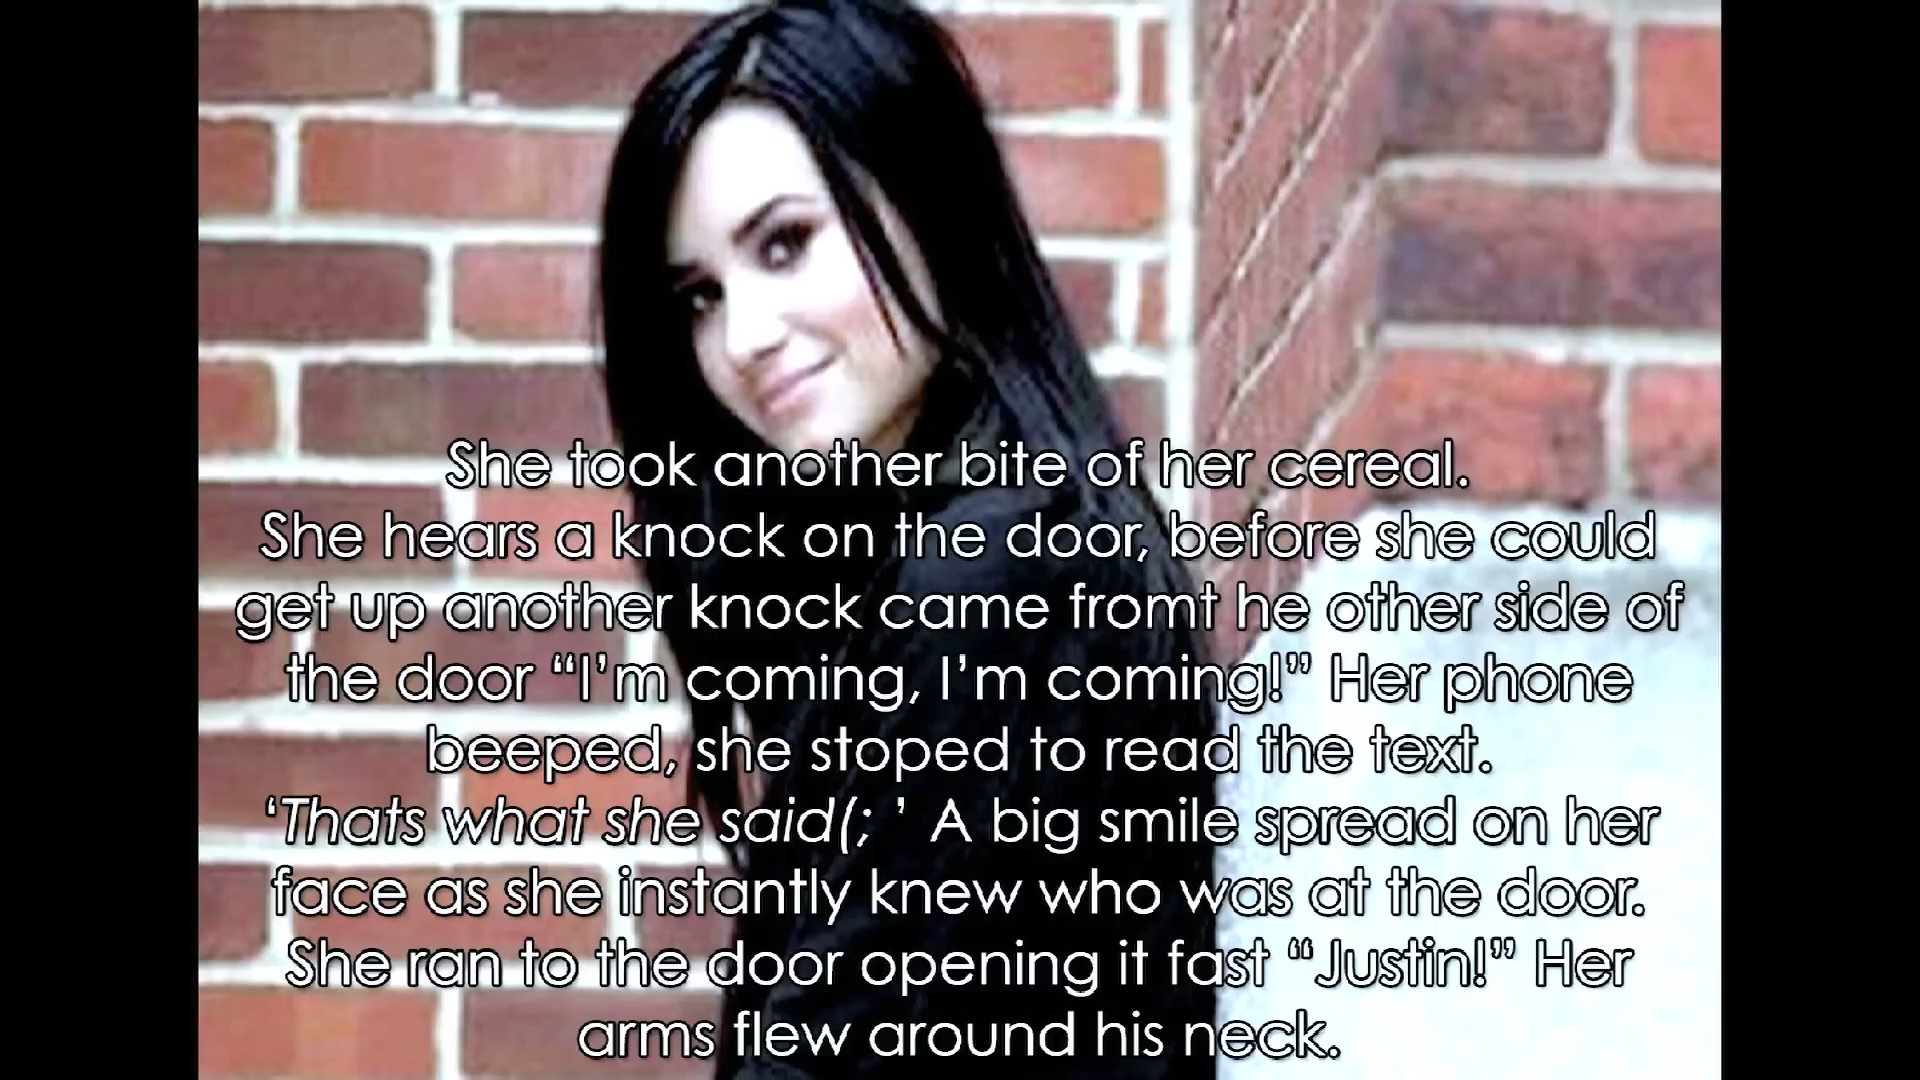 She took another bite of her cereal.
She hears a knock on the door, before she could
get up another knock came fromt he other side of
the door “I’m coming, I’m coming!” Her phone
beeped, she stoped to read the text.
‘Thats what she said(; ’ A big smile spread on her
face as she instantly knew who was at the door.
She ran to the door opening it fast “Justin!” Her
arms flew around his neck.